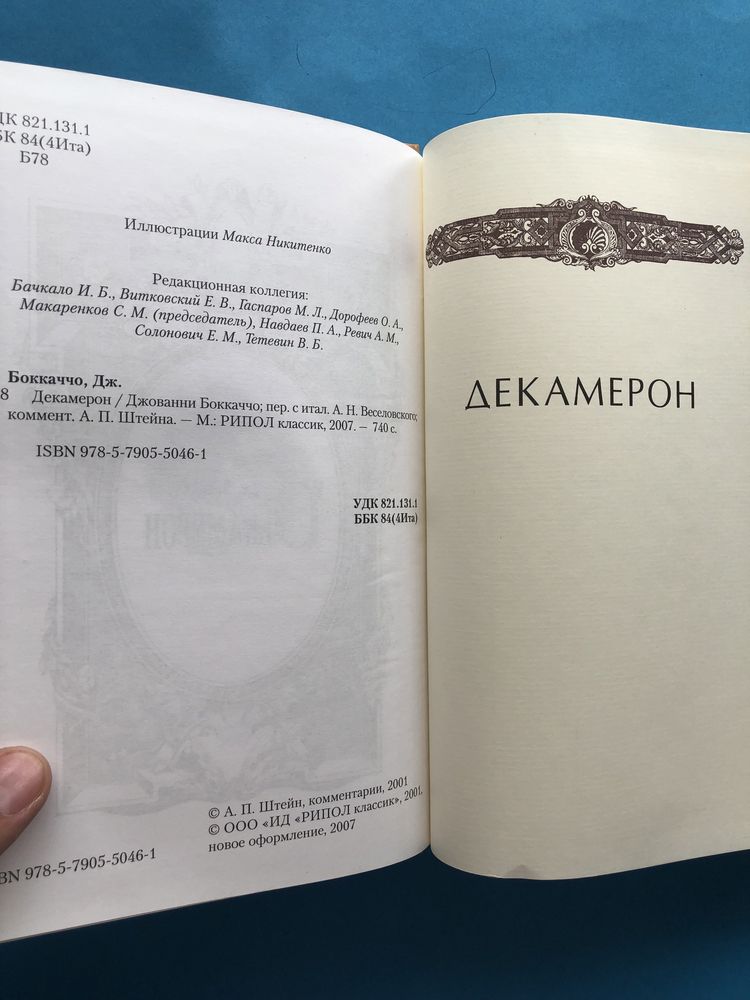 УДК 821.131.1
ББК 84(4Ита)
Б78
Иллюстрации Макса Никитенко
Редакционная коллегия:
Бачкало И. Б., Витковский Е. В., Гаспаров М. Л., Дорофеев О. А.,
Макаренков С. М. (председатель), Навдаев П. А., Ревич А. М.,
Солонович Е. М., Тетевин В. Б.
Боккаччо, Дж.
8 Декамерон / Джованни Боккаччо; пер. с итал. А. Н. Веселовского;
коммент. А. П. Штейна. — М.: РИПОЛ классик, 2007. — 740 с.
ISBN 978-5-7905-5046-1
УДК 821.131.1
ББК 84(4Ита)
© А. П. Штейн, комментарии, 2001
© ООО «ИД «РИПОЛ классик», 2001,
новое оформление, 2007
BN 978-5-7905-5046-1
ДЕКАМЕРОН